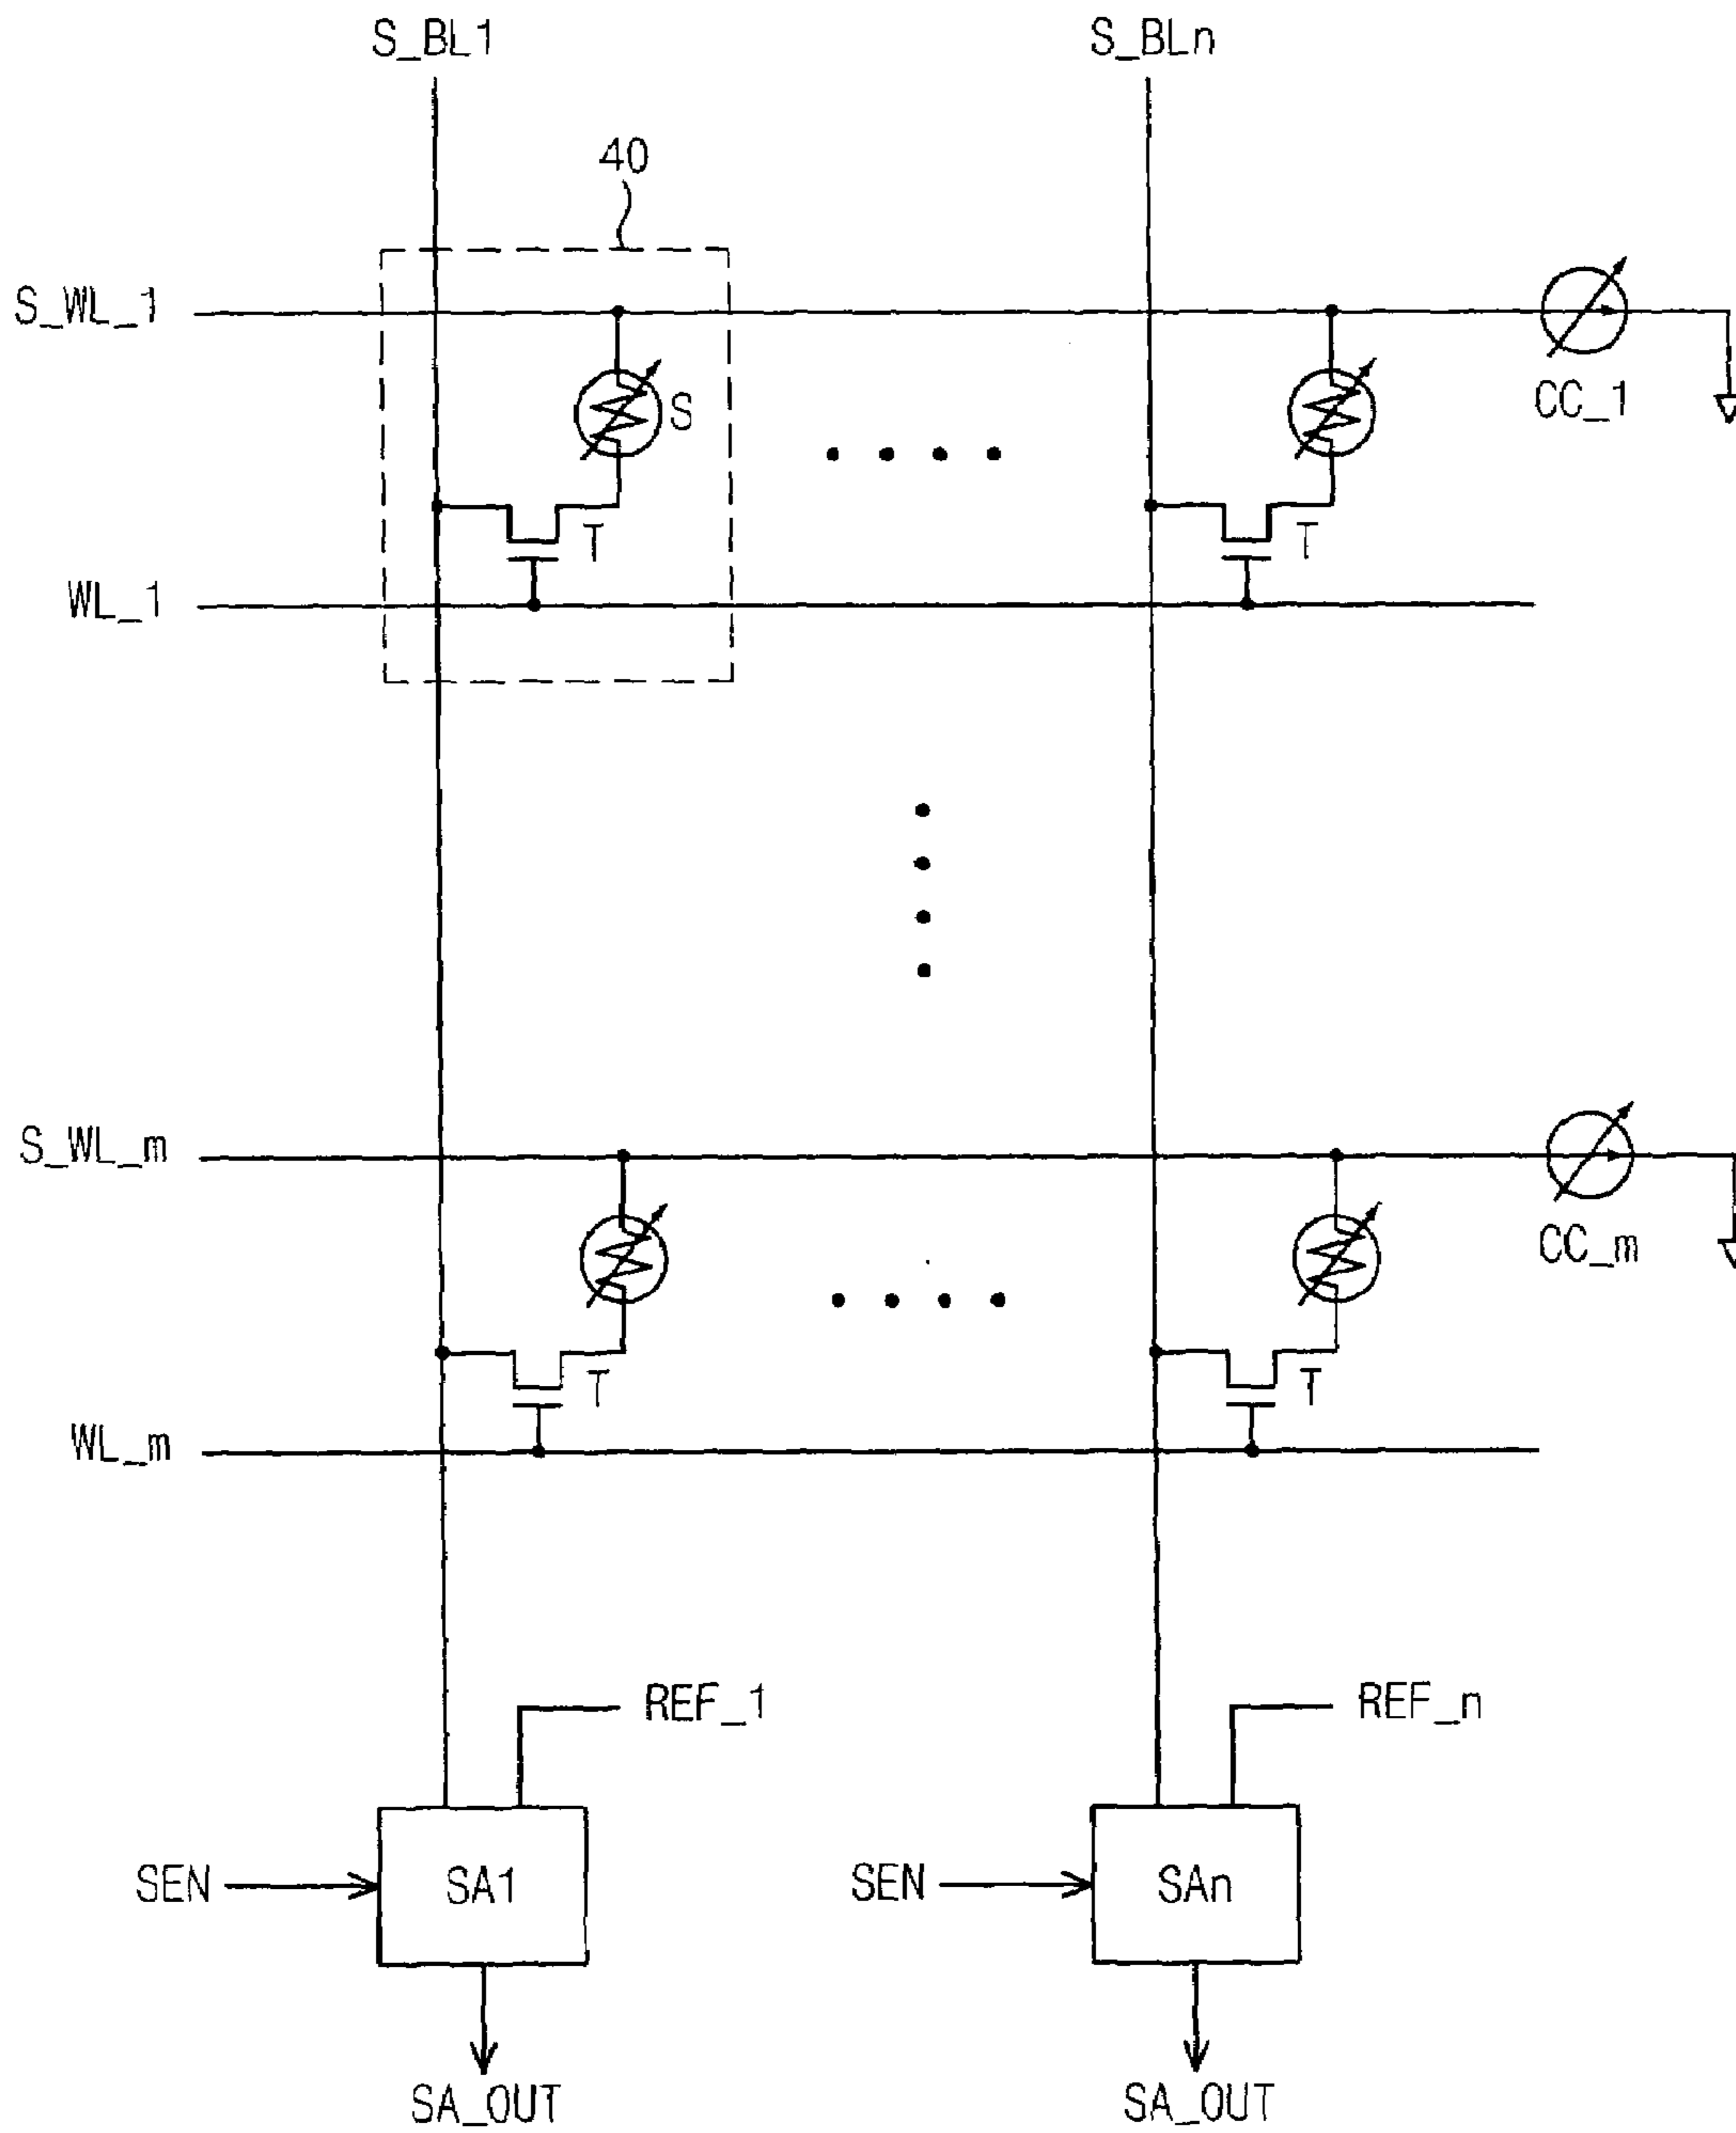 S_BL1 S_BLn
40
S_WL_1
CC_1
S
T T
WL_1
S_WL_m
CC_m
T T
WL_m
REF_1 REF_n
SEN SA1 SEN SAn
SA_OUT SA_OUT